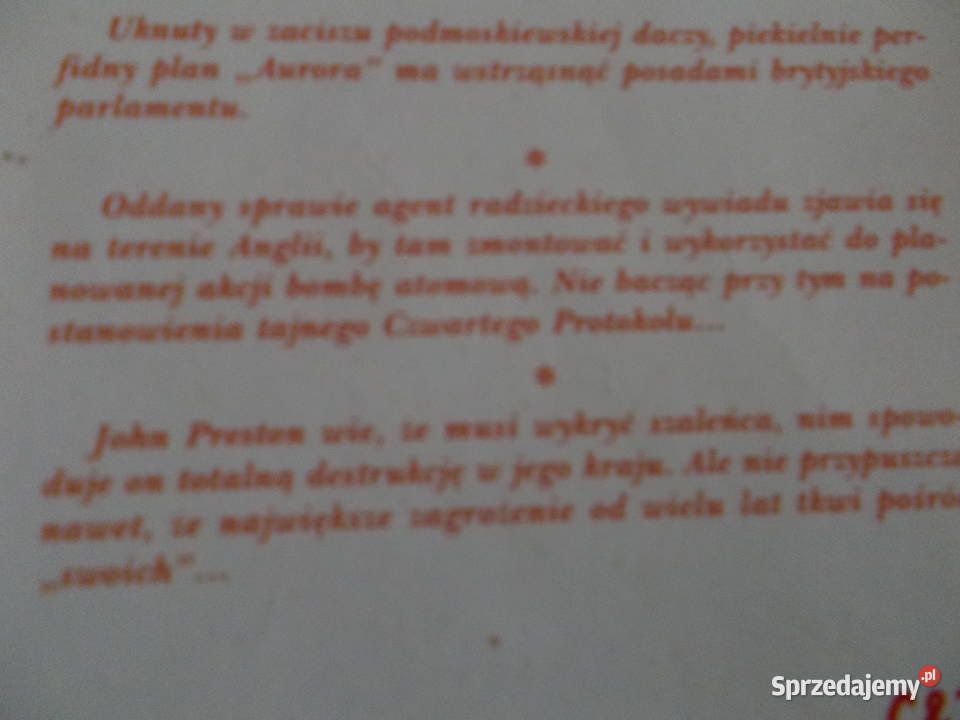 Uknuty w zaciszu podmoskiewskiej daczy, piekielnie per-
fidny plan „Aurora” ma wstrząsnąć posadami brytyjskiego
parlamentu.
*
Oddany sprawie agent radzieckiego wywiadu zjawia się
na terenie Anglii, by tam zmontować i wykorzystać do pla-
nowanej akcji bombę atomową. Nie bacząc przy tym na po-
stanowienia tajnego Czwartego Protokołu...
*
John Preston wie, że musi wykryć szaleńca, nim spowo-
duje on totalną destrukcję w jego kraju. Ale nie przypuszcza
nawet, że największe zagrożenie od wielu lat tkwi pośró
„swoich”...
Sprzedajemy.pl